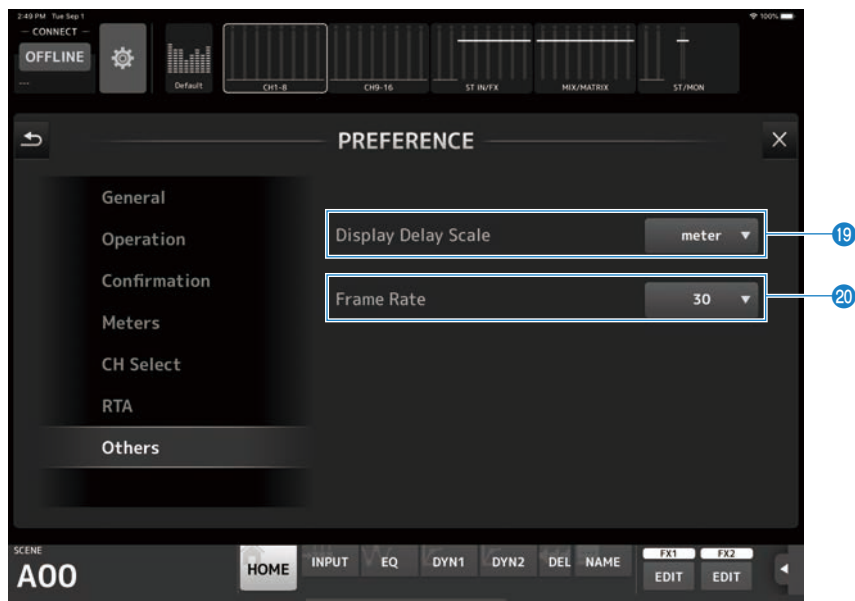 2:49 PM Tue Sep 1
100%
CONNECT
OFFLINE
---
Default
CH1-8
CH9-16
ST IN/FX
MIX/MATRIX
ST/MON
PREFERENCE
General
Operation
Confirmation
Meters
CH Select
RTA
Others
Display Delay Scale
meter
19
Frame Rate
30
20
SCENE
A00
HOME
INPUT
EQ
DYN1
DYN2
DEL
NAME
FX1
EDIT
FX2
EDIT